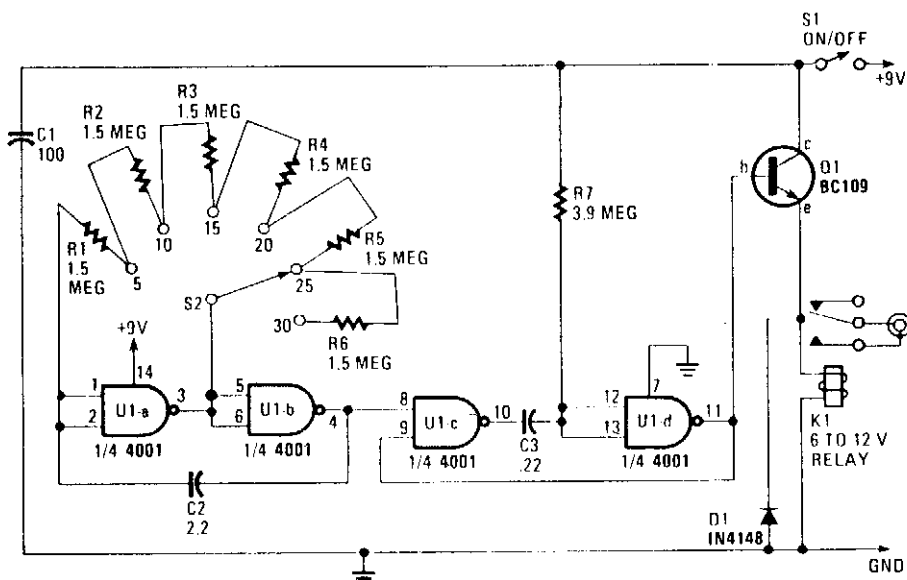 S1
ON/OFF
+9V
C1
100
R2
1.5 MEG
R3
1.5 MEG
R4
1.5 MEG
R1
1.5
MEG
5
10
15
20
25
30
R5
1.5 MEG
R6
1.5 MEG
S2
R7
3.9 MEG
b
c
e
Q1
BC109
+9V
14
1
2
U1-a
3
1/4 4001
5
6
U1-b
4
1/4 4001
C2
2.2
8
9
U1-c
10
1/4 4001
C3
.22
12
13
7
U1-d
11
1/4 4001
K1
6 TO 12 V
RELAY
D1
IN4148
GND